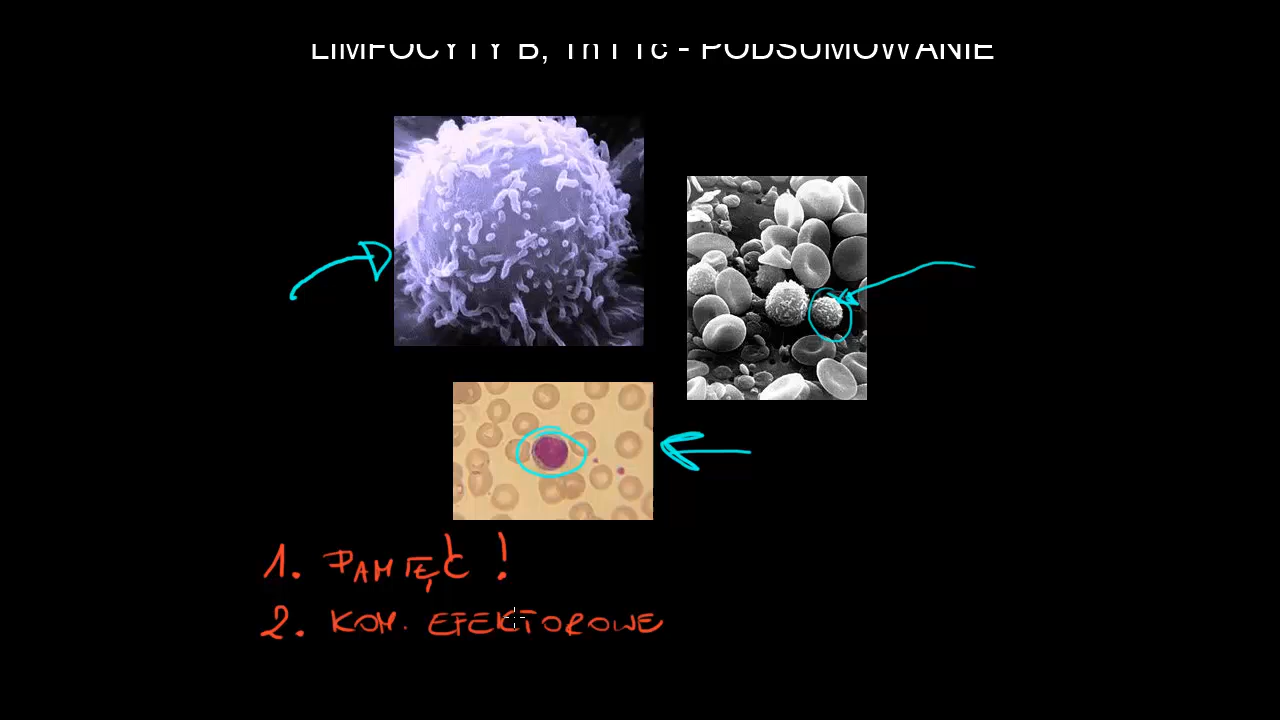 LIMFOCYTY B, Th i Tc - PODSUMOWANIE
1. PAMIĘĆ !
2. KOM. EFEKTOROWE